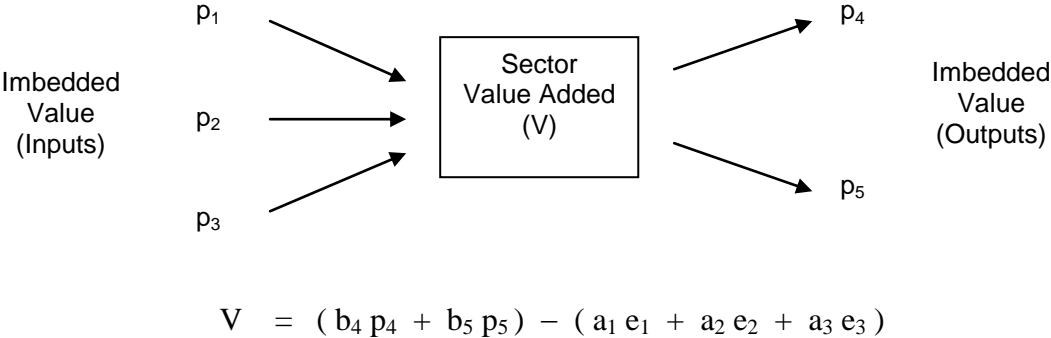 p₁
p₄
Imbedded
Value
(Inputs)
p₂
Sector
Value Added
(V)
Imbedded
Value
(Outputs)
p₃
p₅
V = ( b₄ p₄ + b₅ p₅ ) − ( a₁ e₁ + a₂ e₂ + a₃ e₃ )